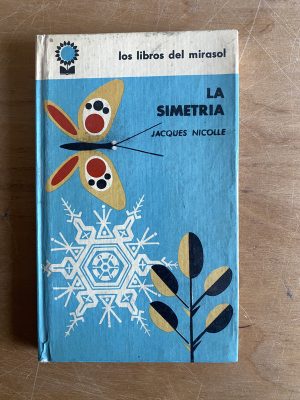 los libros del mirasol
LA
SIMETRIA
JACQUES NICOLLE